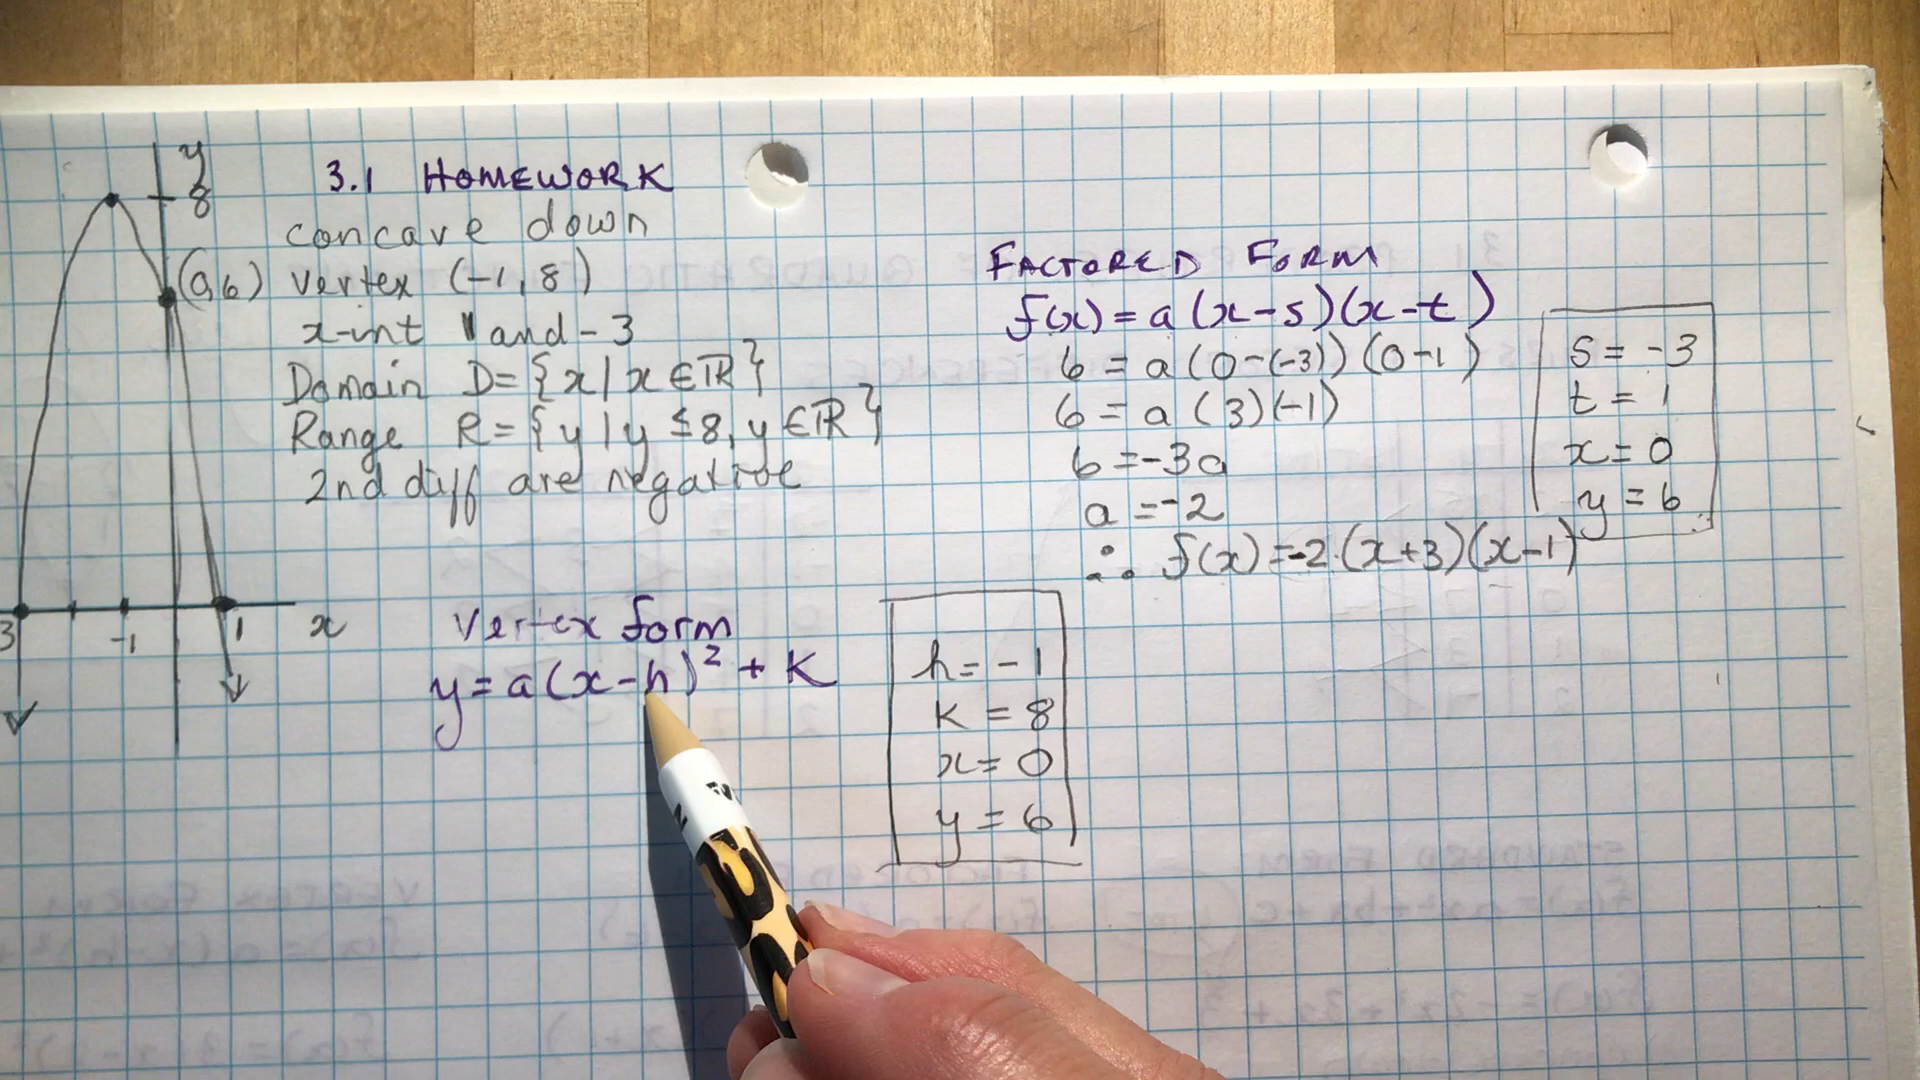 y
8
(0,6)
3
-1
1
x
3.1 HOMEWORK
concave down
vertex (-1,8)
x-int 1 and -3
Domain D={x|x∈ℝ}
Range R={y|y≤8, y∈ℝ}
2nd diff are negative
FACTORED FORM
f(x)=a(x-s)(x-t)
6=a(0-(-3))(0-1)
6=a(3)(-1)
6=-3a
a=-2
∴ f(x)=-2(x+3)(x-1)
s=-3
t=1
x=0
y=6
Vertex form
y=a(x-h)²+K
h=-1
K=8
x=0
y=6